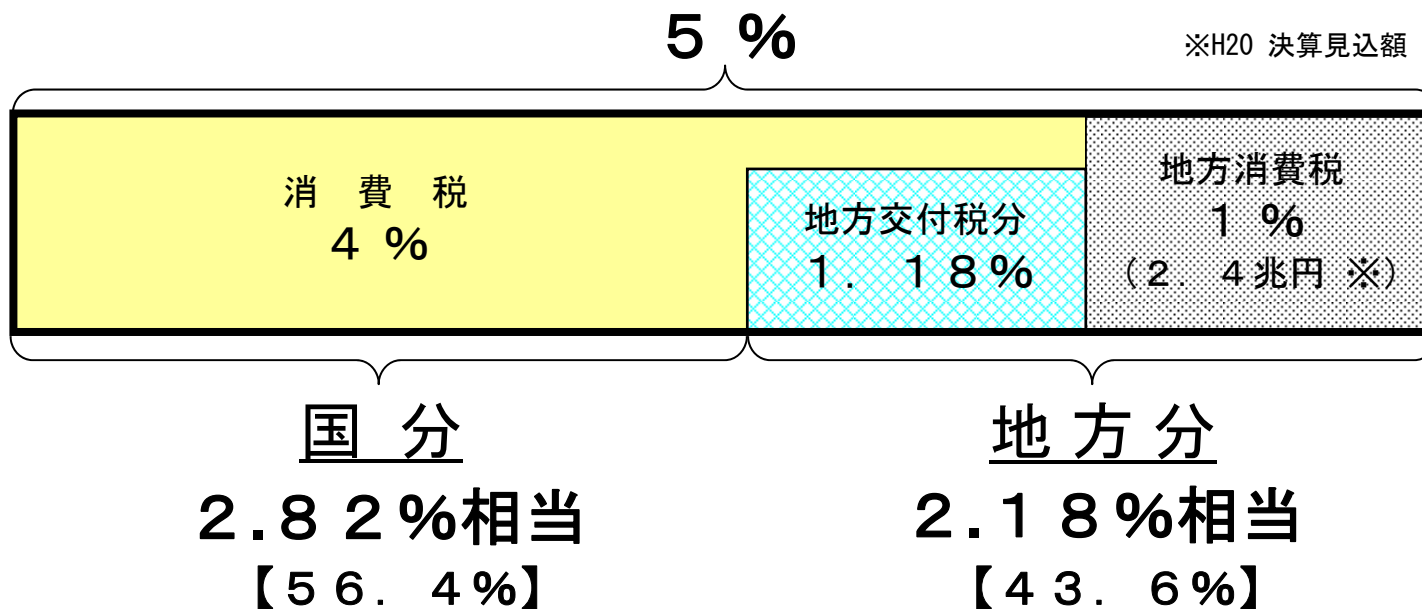 ５％
※H20 決算見込額
消費税
４％
地方交付税分
１．１８％
地方消費税
１％
（２．４兆円 ※）
国分
２.８２％相当
【５６．４％】
地方分
２.１８％相当
【４３．６％】